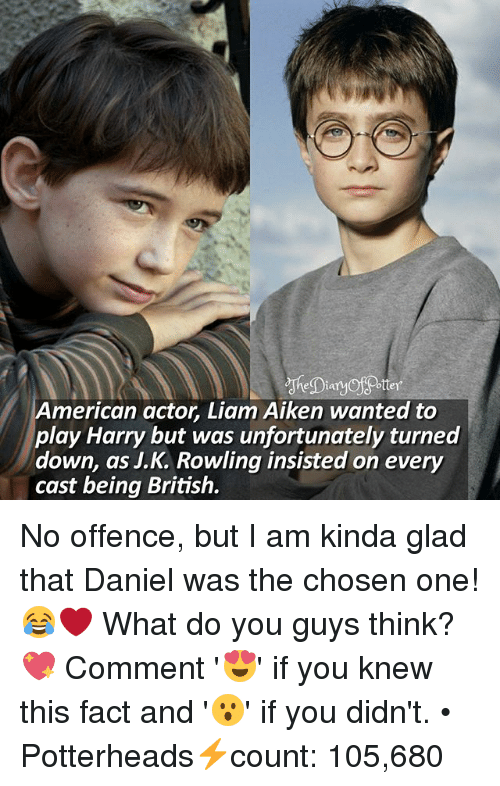 TheDiaryOfPotter
American actor, Liam Aiken wanted to
play Harry but was unfortunately turned
down, as J.K. Rowling insisted on every
cast being British.
No offence, but I am kinda glad
that Daniel was the chosen one!
😂❤ What do you guys think?
💖 Comment '😍' if you knew
this fact and '😮' if you didn't. •
Potterheads⚡count: 105,680